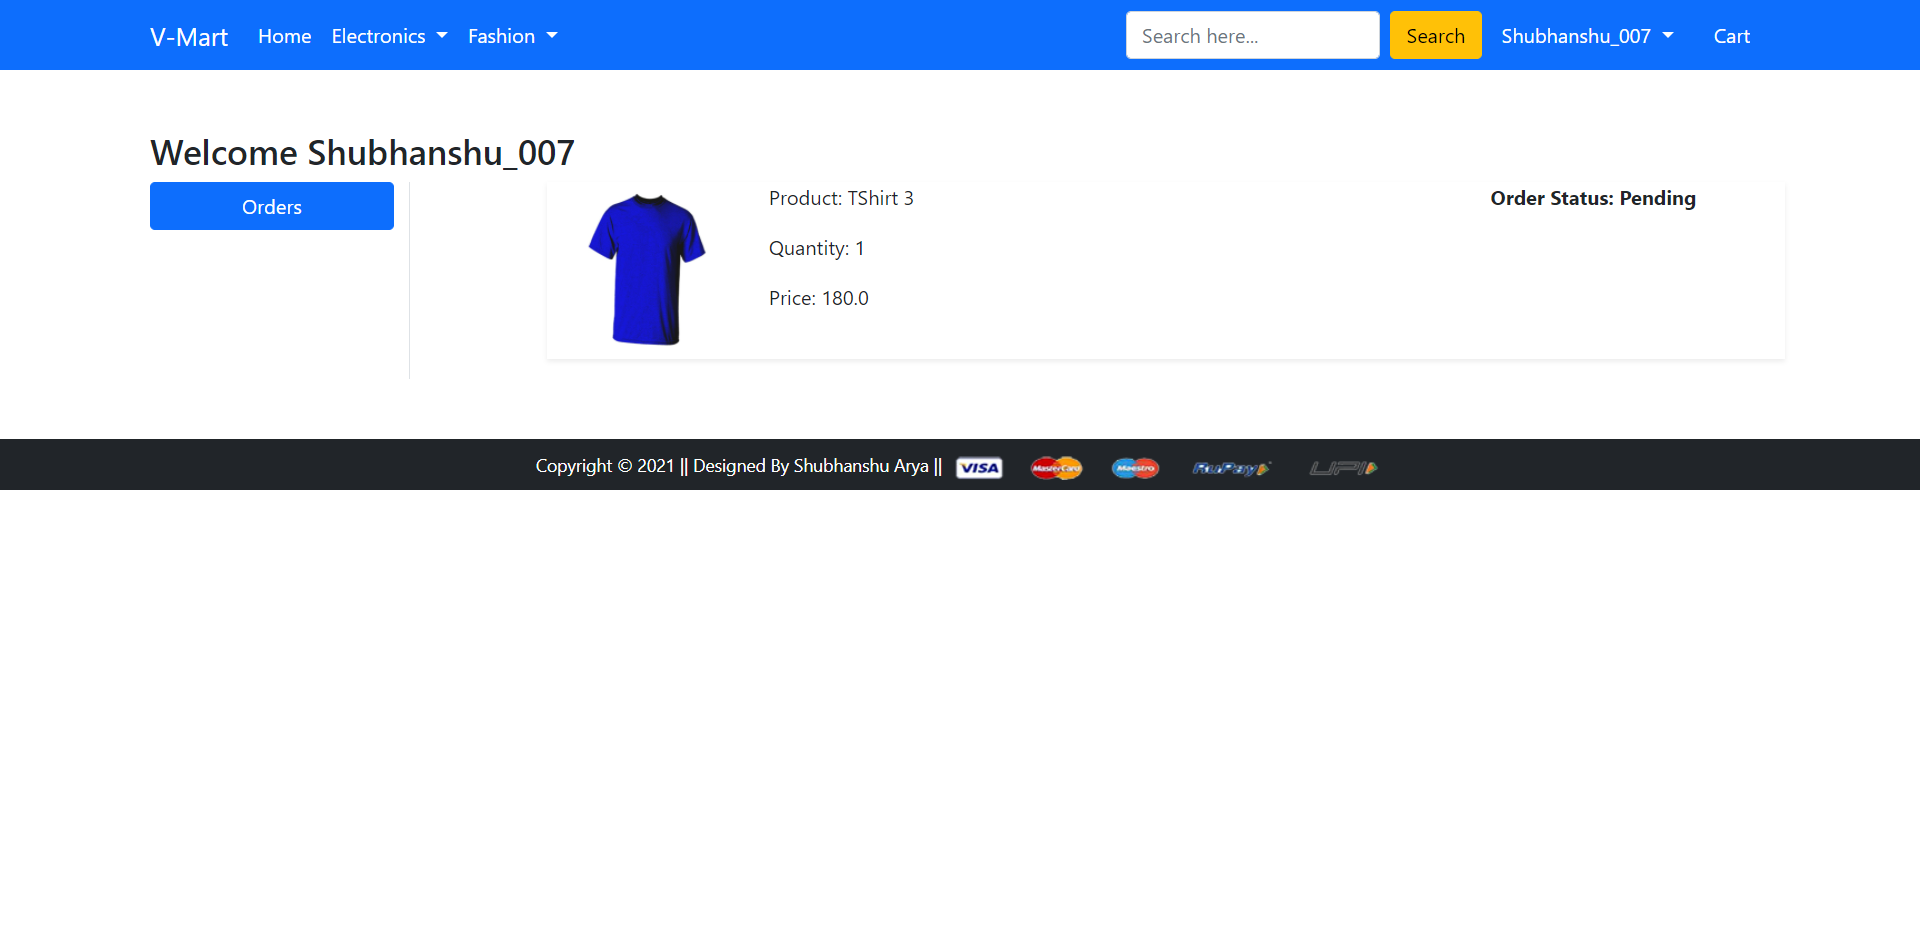 V-Mart Home Electronics Fashion Search here... Search Shubhanshu_007 Cart
Welcome Shubhanshu_007
Orders
Product: TShirt 3
Quantity: 1
Price: 180.0
Order Status: Pending
Copyright © 2021 || Designed By Shubhanshu Arya || VISA MasterCard Maestro RuPay UPI